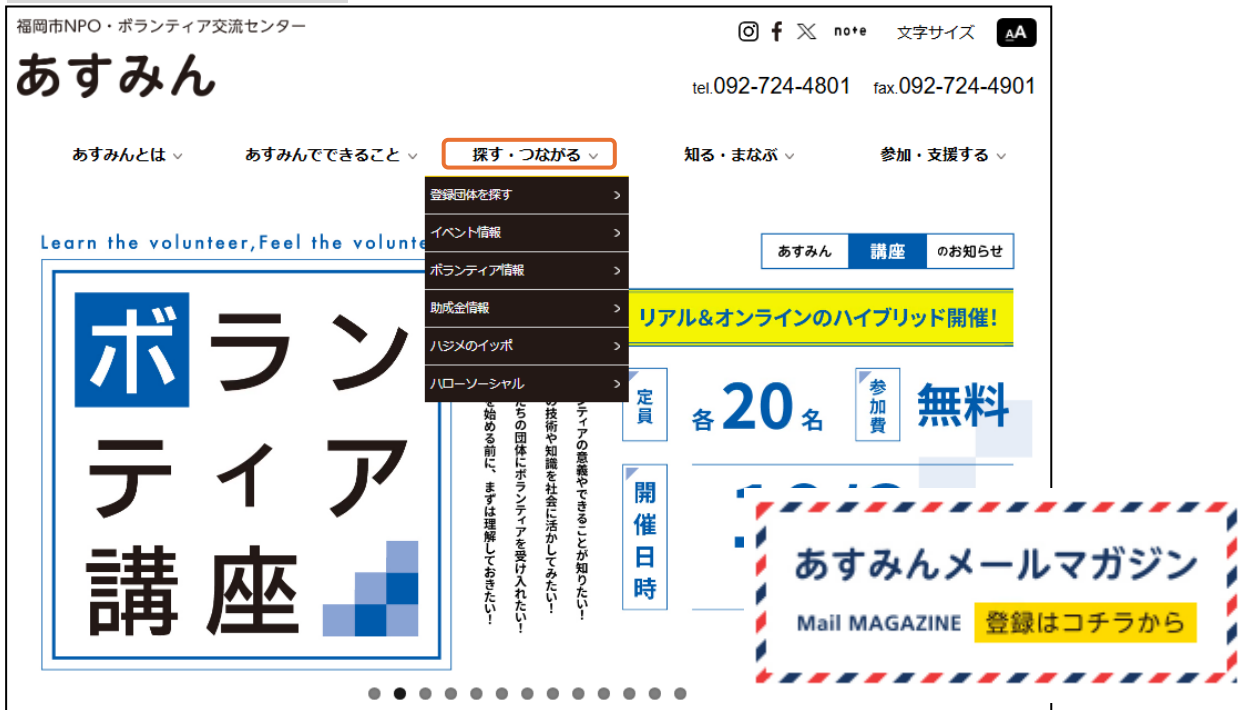 福岡市NPO・ボランティア交流センター
あすみん
note 文字サイズ AA
tel.092-724-4801 fax.092-724-4901
あすみんとは あすみんでできること 探す・つながる 知る・まなぶ 参加・支援する
登録団体を探す
イベント情報
ボランティア情報
助成金情報
ハジメのイッポ
ハローソーシャル
Learn the volunteer,Feel the volunte
ボラン
ティア
講座
ンティアの意義やできることが知りたい!
の技術や知識を社会に活かしてみたい!
たちの団体にボランティアを受け入れたい!
を始める前に、まずは理解しておきたい!
あすみん 講座 のお知らせ
リアル&オンラインのハイブリッド開催!
定員 各20名 参加費 無料
開催日時
あすみんメールマガジン
Mail MAGAZINE 登録はコチラから